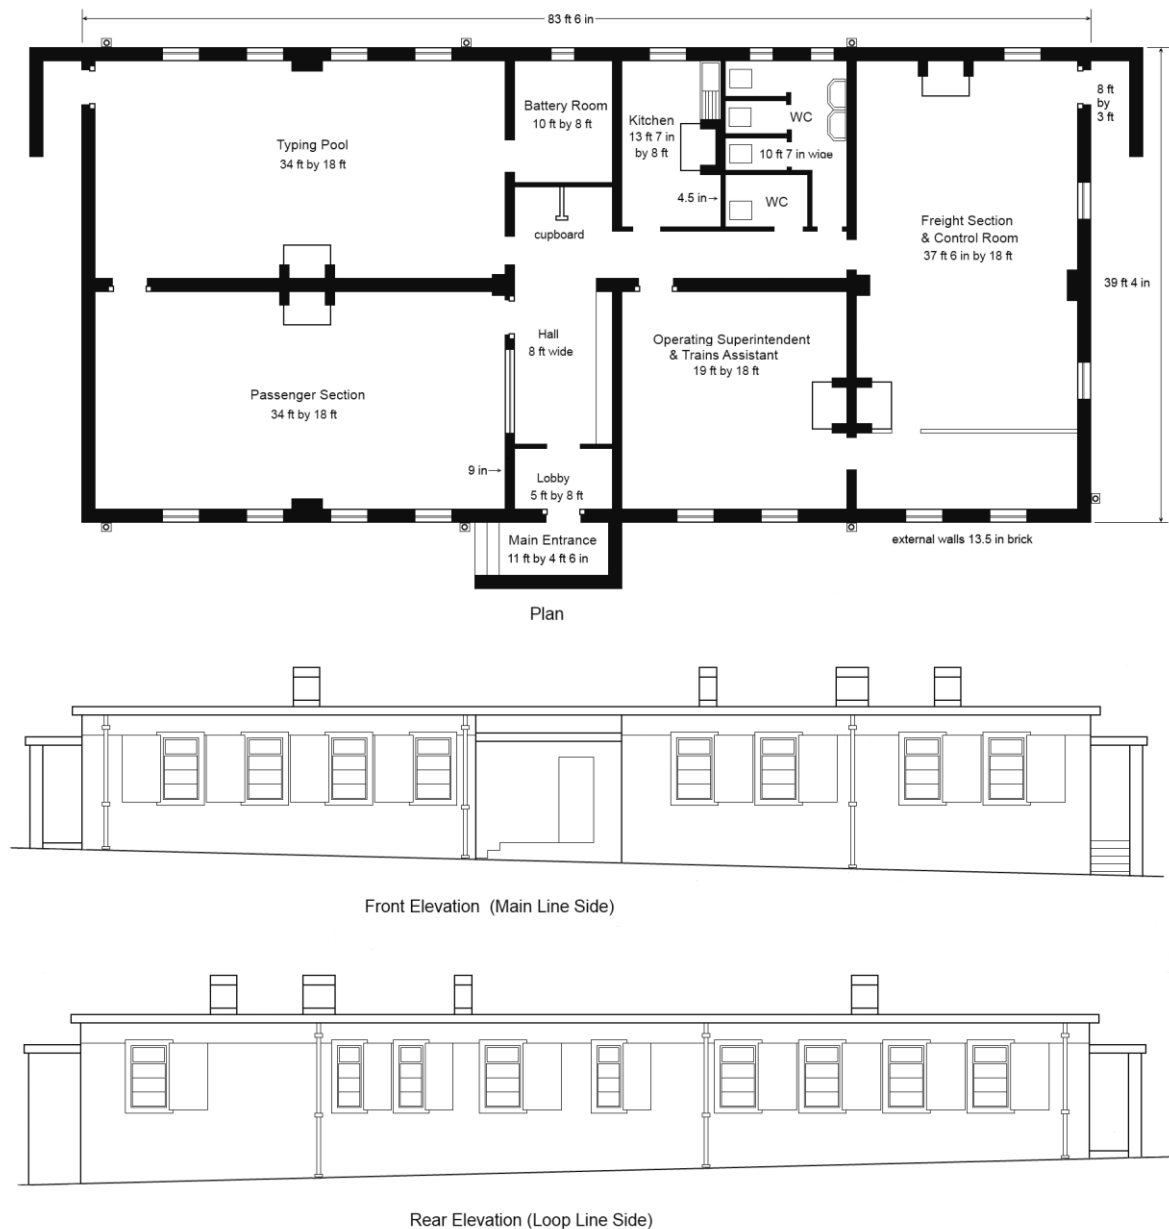 83 ft 6 in
Typing Pool
34 ft by 18 ft
Battery Room
10 ft by 8 ft
Kitchen
13 ft 7 in
by 8 ft
WC
10 ft 7 in wide
4.5 in
WC
cupboard
8 ft
by
3 ft
Freight Section
& Control Room
37 ft 6 in by 18 ft
39 ft 4 in
Hall
8 ft wide
Operating Superintendent
& Trains Assistant
19 ft by 18 ft
Passenger Section
34 ft by 18 ft
9 in
Lobby
5 ft by 8 ft
Main Entrance
11 ft by 4 ft 6 in
external walls 13.5 in brick
Plan
Front Elevation (Main Line Side)
Rear Elevation (Loop Line Side)